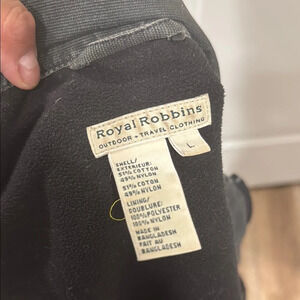 Royal Robbins
OUTDOOR • TRAVEL CLOTHING
L
SHELL/
EXTERIEUR:
51% COTTON
49% NYLON
51% COTON
49% NYLON
LINING/
DOUBLURE:
100% POLYESTER
100% NYLON
MADE IN
BANGLADESH
FAIT AU
BANGLADESH